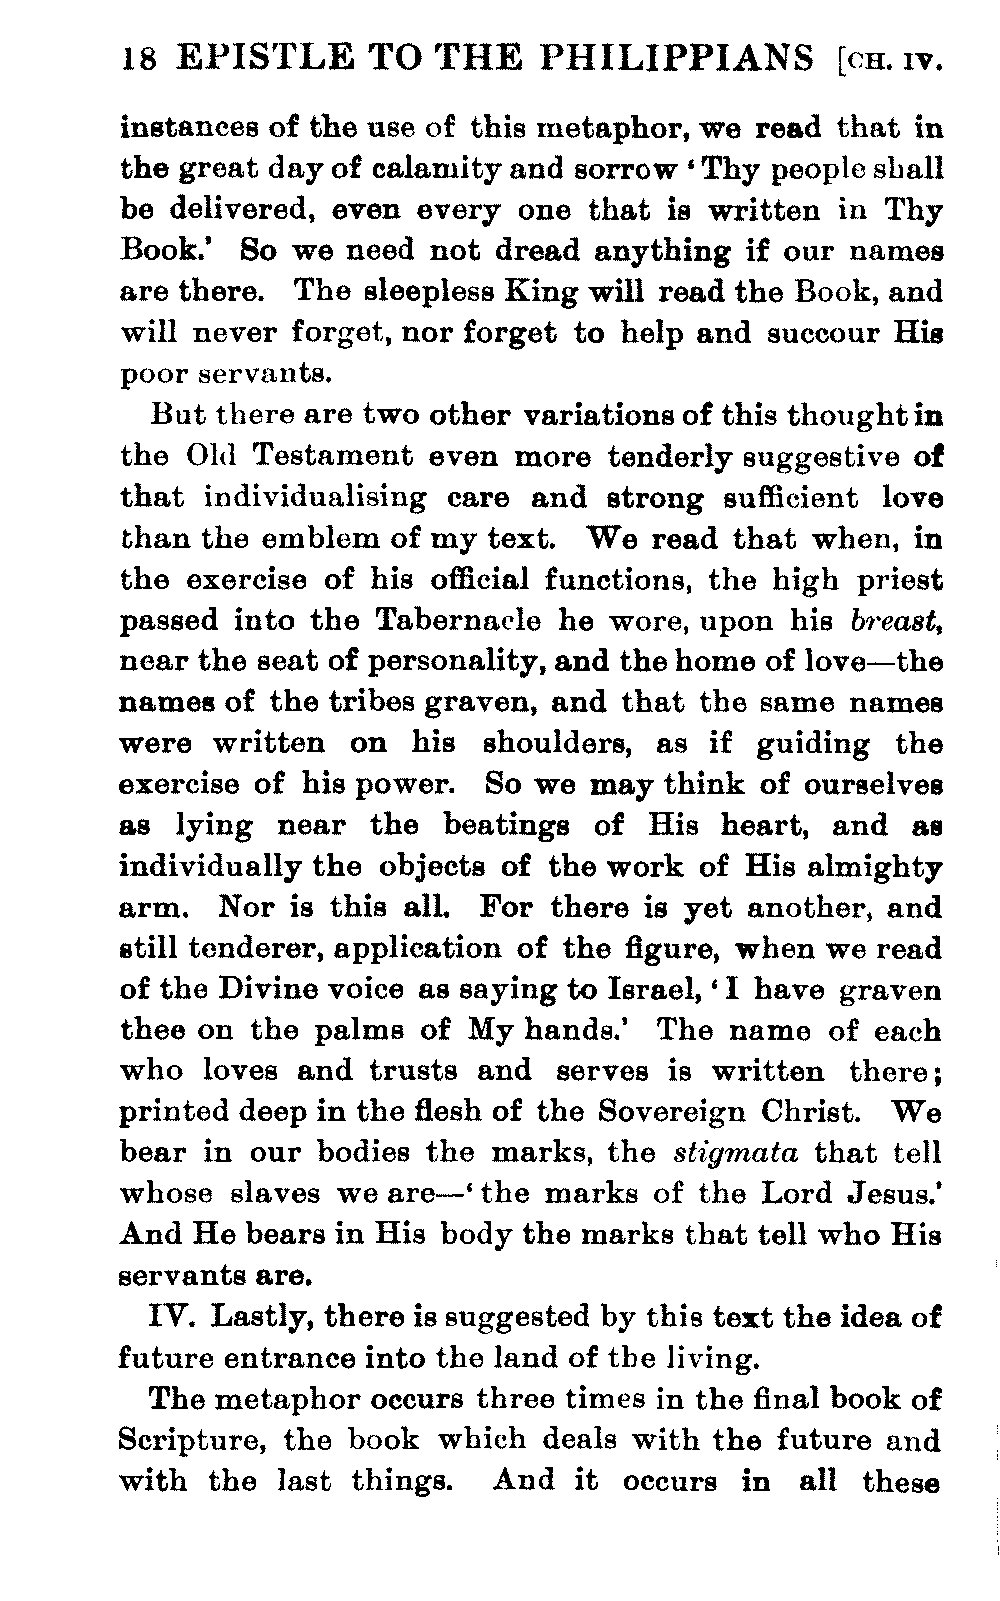 18 EPISTLE TO THE PHILIPPIANS [CH. IV.
instances of the use of this metaphor, we read that in
the great day of calamity and sorrow ‘Thy people shall
be delivered, even every one that is written in Thy
Book.’ So we need not dread anything if our names
are there. The sleepless King will read the Book, and
will never forget, nor forget to help and succour His
poor servants.
But there are two other variations of this thought in
the Old Testament even more tenderly suggestive of
that individualising care and strong sufficient love
than the emblem of my text. We read that when, in
the exercise of his official functions, the high priest
passed into the Tabernacle he wore, upon his breast,
near the seat of personality, and the home of love—the
names of the tribes graven, and that the same names
were written on his shoulders, as if guiding the
exercise of his power. So we may think of ourselves
as lying near the beatings of His heart, and as
individually the objects of the work of His almighty
arm. Nor is this all. For there is yet another, and
still tenderer, application of the figure, when we read
of the Divine voice as saying to Israel, ‘I have graven
thee on the palms of My hands.’ The name of each
who loves and trusts and serves is written there;
printed deep in the flesh of the Sovereign Christ. We
bear in our bodies the marks, the stigmata that tell
whose slaves we are—‘the marks of the Lord Jesus.’
And He bears in His body the marks that tell who His
servants are.
IV. Lastly, there is suggested by this text the idea of
future entrance into the land of the living.
The metaphor occurs three times in the final book of
Scripture, the book which deals with the future and
with the last things. And it occurs in all these